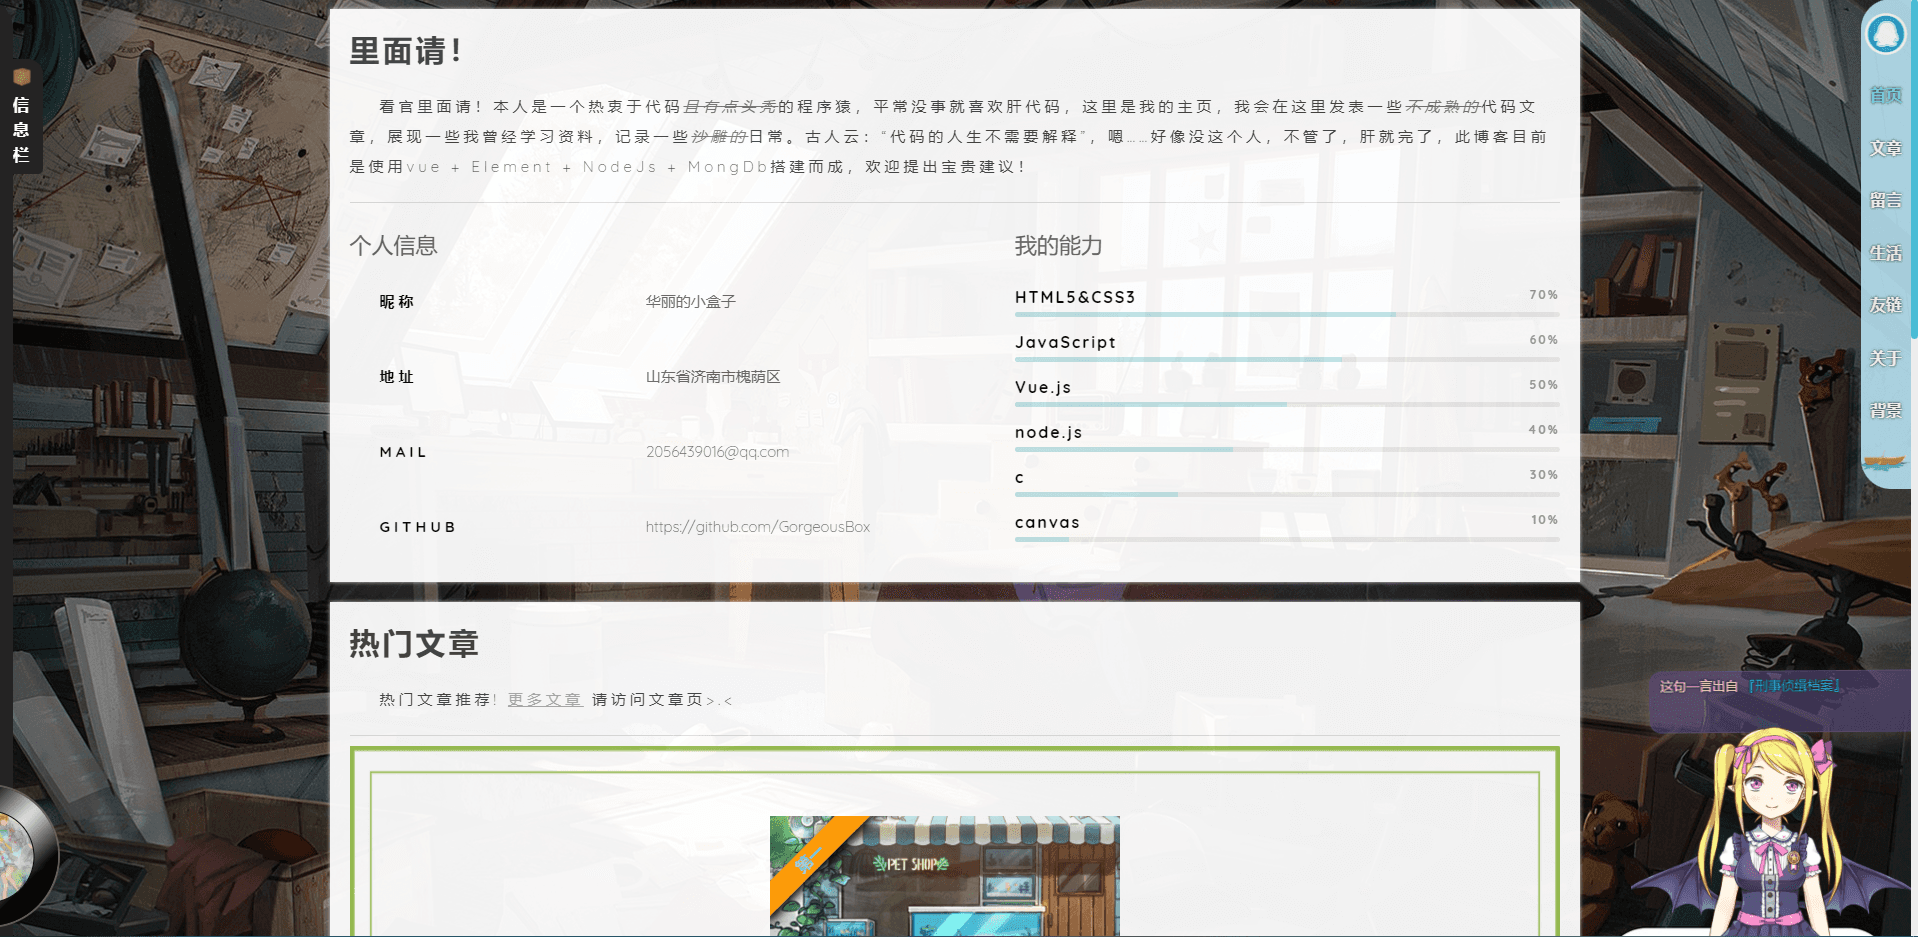 信
息
栏
里面请！
看官里面请！本人是一个热衷于代码且有点头秃的程序猿，平常没事就喜欢肝代码，这里是我的主页，我会在这里发表一些不成熟的代码文
章，展现一些我曾经学习资料，记录一些沙雕的日常。古人云：“代码的人生不需要解释”，嗯……好像没这个人，不管了，肝就完了，此博客目前
是使用vue + Element + NodeJs + MongDb搭建而成，欢迎提出宝贵建议！
个人信息
昵称 华丽的小盒子
地址 山东省济南市槐荫区
MAIL 2056439016@qq.com
GITHUB https://github.com/GorgeousBox
我的能力
HTML5&CSS3 70%
JavaScript 60%
Vue.js 50%
node.js 40%
c 30%
canvas 10%
热门文章
热门文章推荐！更多文章 请访问文章页>.<
第一
PET SHOP
首页
文章
留言
生活
友链
关于
背景
这句一言出自 『刑事侦缉档案』